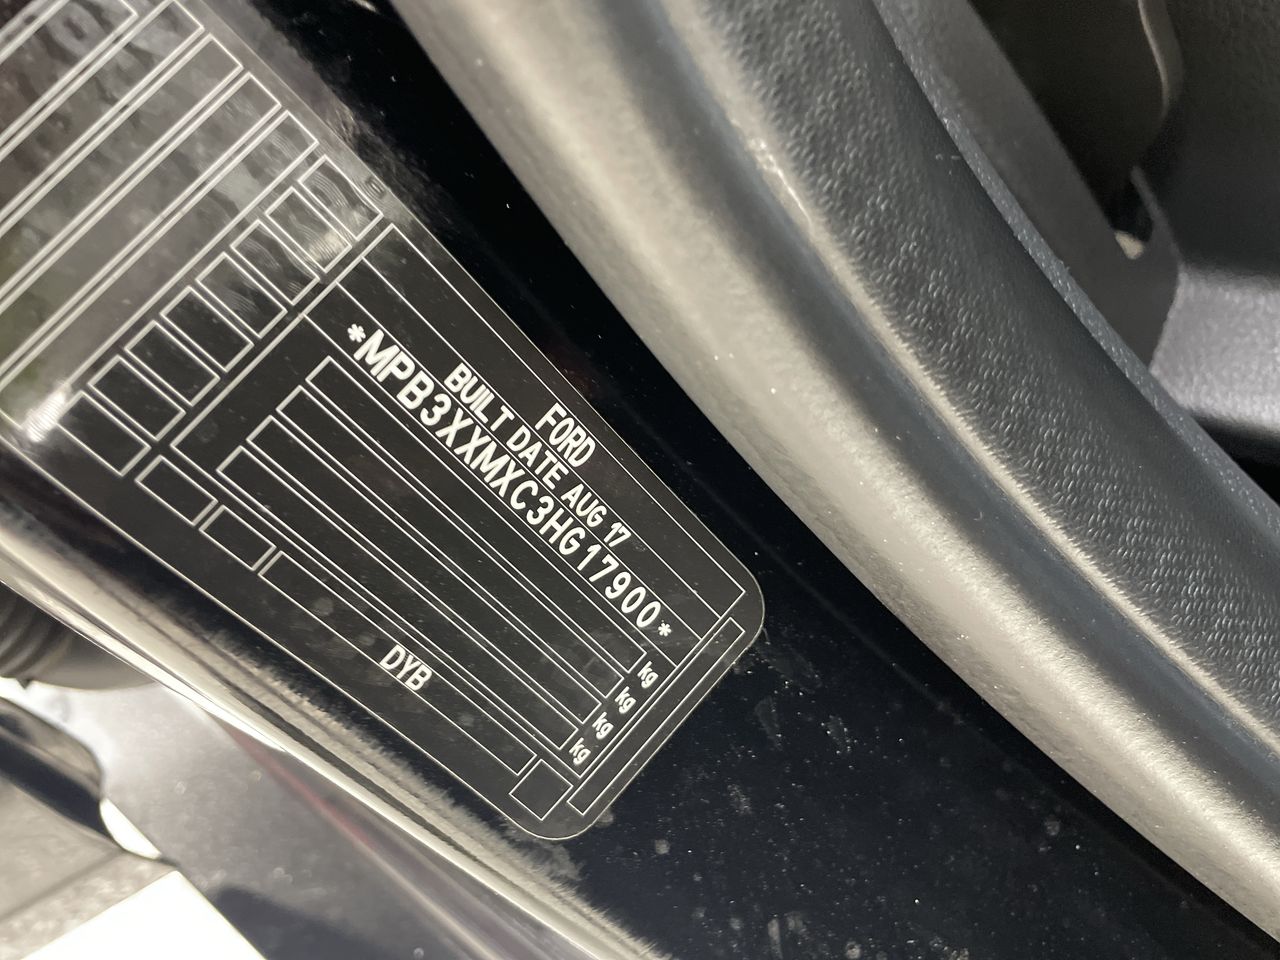 FORD
BUILT DATE AUG 17
*MPB3XXMXC3HG17900*
kg
kg
kg
kg
DYB